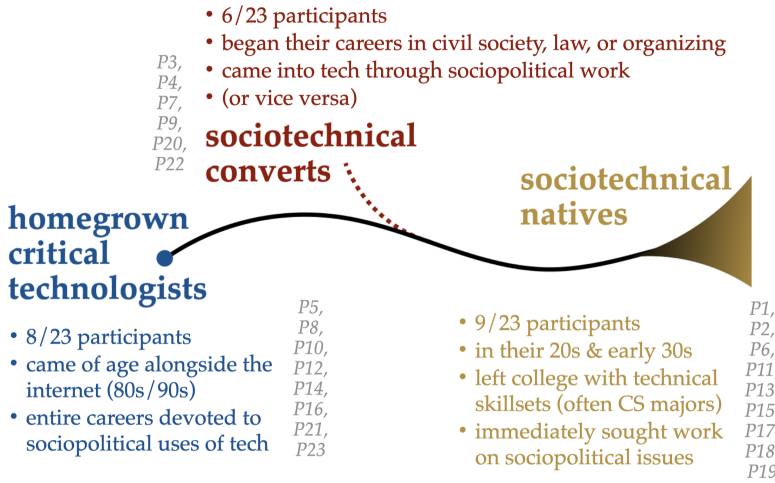 • 6/23 participants
• began their careers in civil society, law, or organizing
• came into tech through sociopolitical work
• (or vice versa)
P3,
P4,
P7,
P9,
P20,
P22
sociotechnical
converts
sociotechnical
natives
homegrown
critical
technologists
• 8/23 participants
• came of age alongside the
internet (80s/90s)
• entire careers devoted to
sociopolitical uses of tech
P5,
P8,
P10,
P12,
P14,
P16,
P21,
P23
• 9/23 participants
• in their 20s & early 30s
• left college with technical
skillsets (often CS majors)
• immediately sought work
on sociopolitical issues
P1,
P2,
P6,
P11
P13
P15
P17
P18
P19